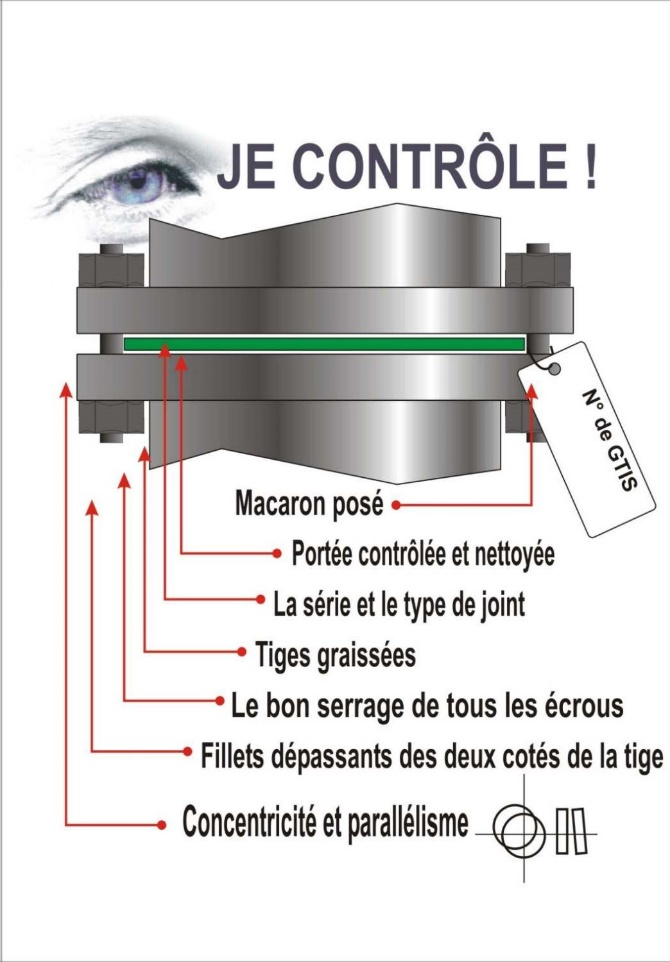 JE CONTRÔLE !
N° de GTIS
Macaron posé
Portée contrôlée et nettoyée
La série et le type de joint
Tiges graissées
Le bon serrage de tous les écrous
Fillets dépassants des deux cotés de la tige
Concentricité et parallélisme